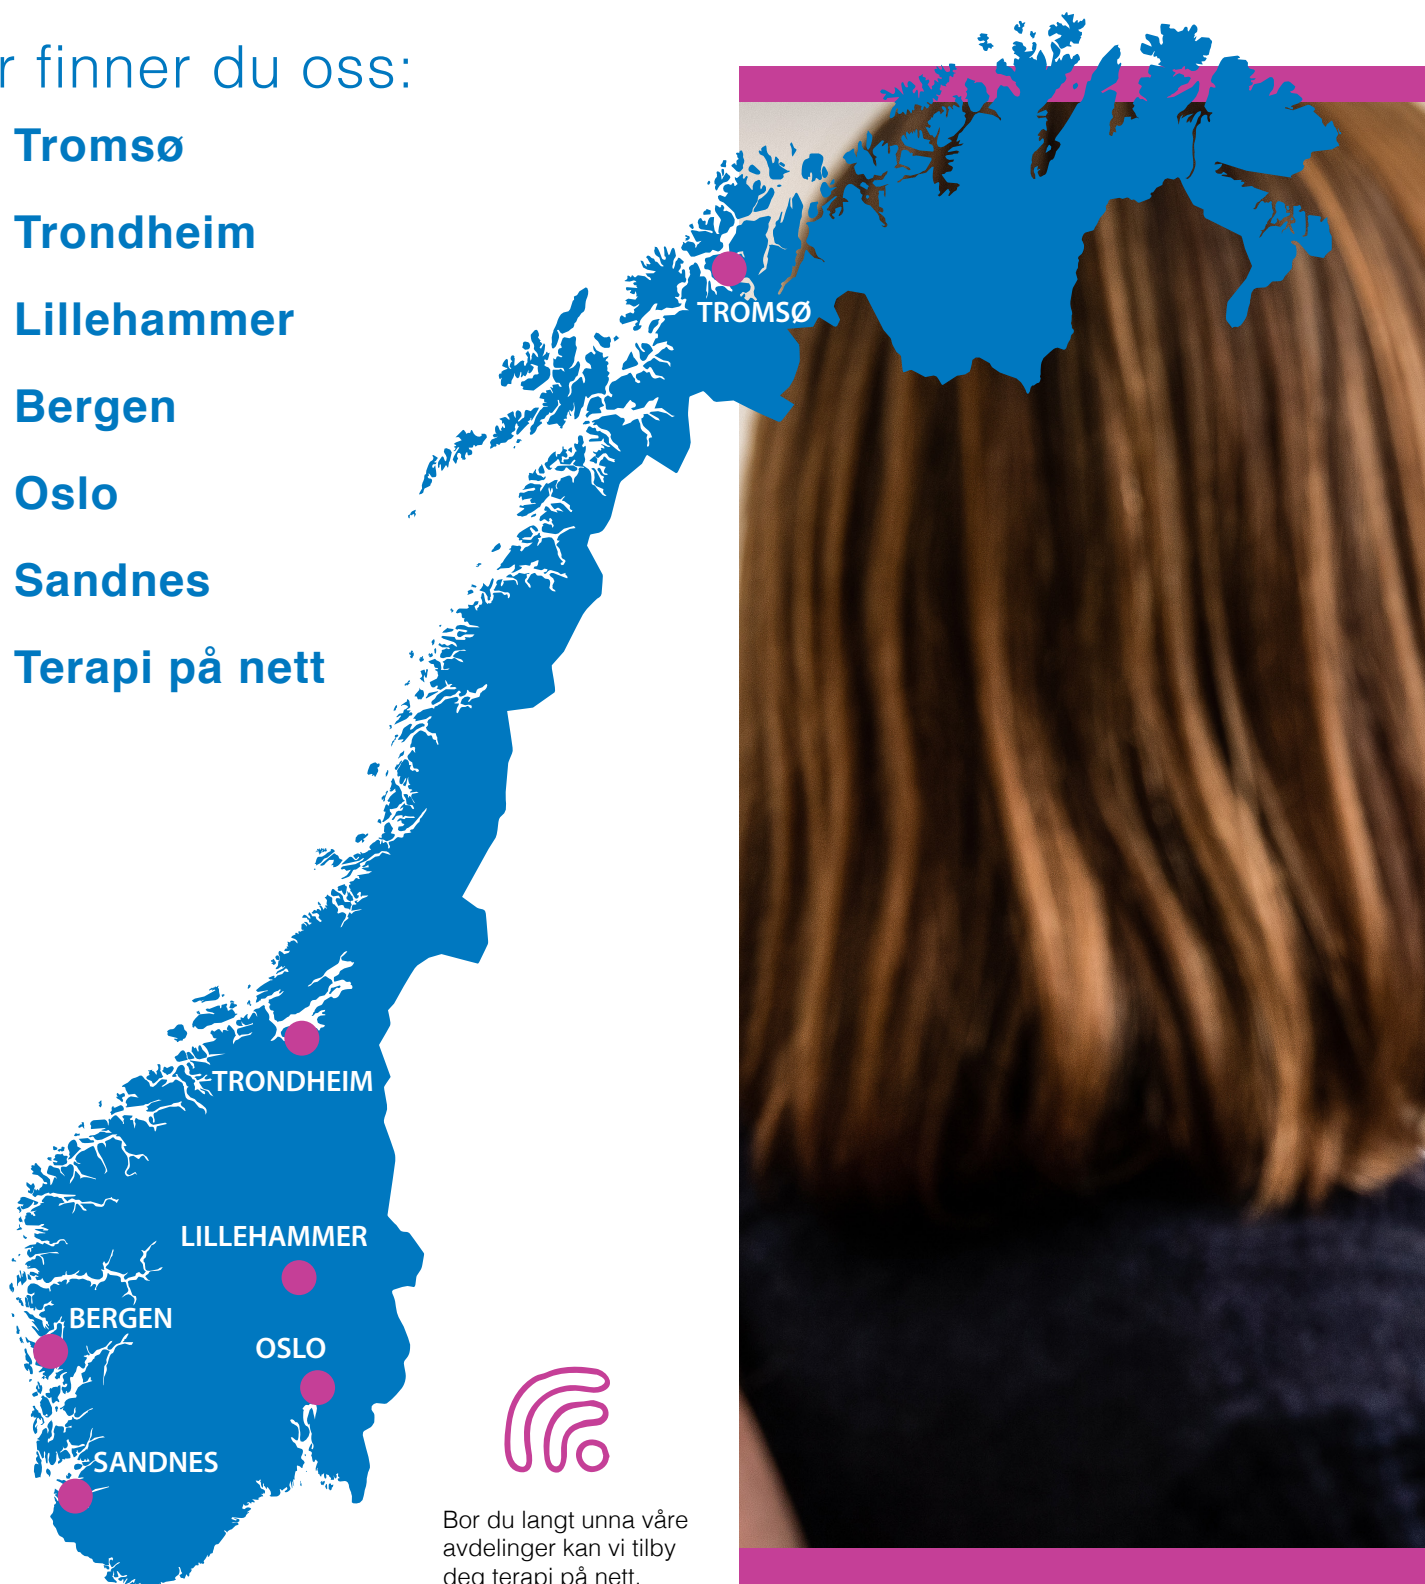 r finner du oss:
Tromsø
Trondheim
Lillehammer
Bergen
Oslo
Sandnes
Terapi på nett
TROMSØ
TRONDHEIM
LILLEHAMMER
BERGEN
OSLO
SANDNES
Bor du langt unna våre
avdelinger kan vi tilby
deg terapi på nett.